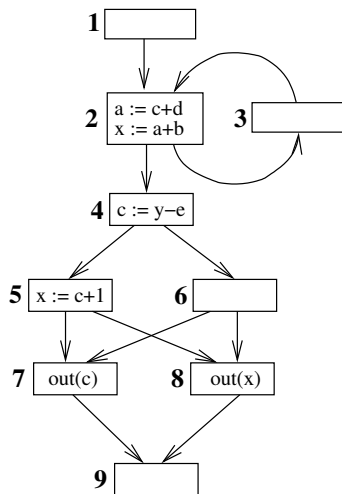 1
2
a := c+d
x := a+b
3
4
c := y−e
5
x := c+1
6
7
out(c)
8
out(x)
9